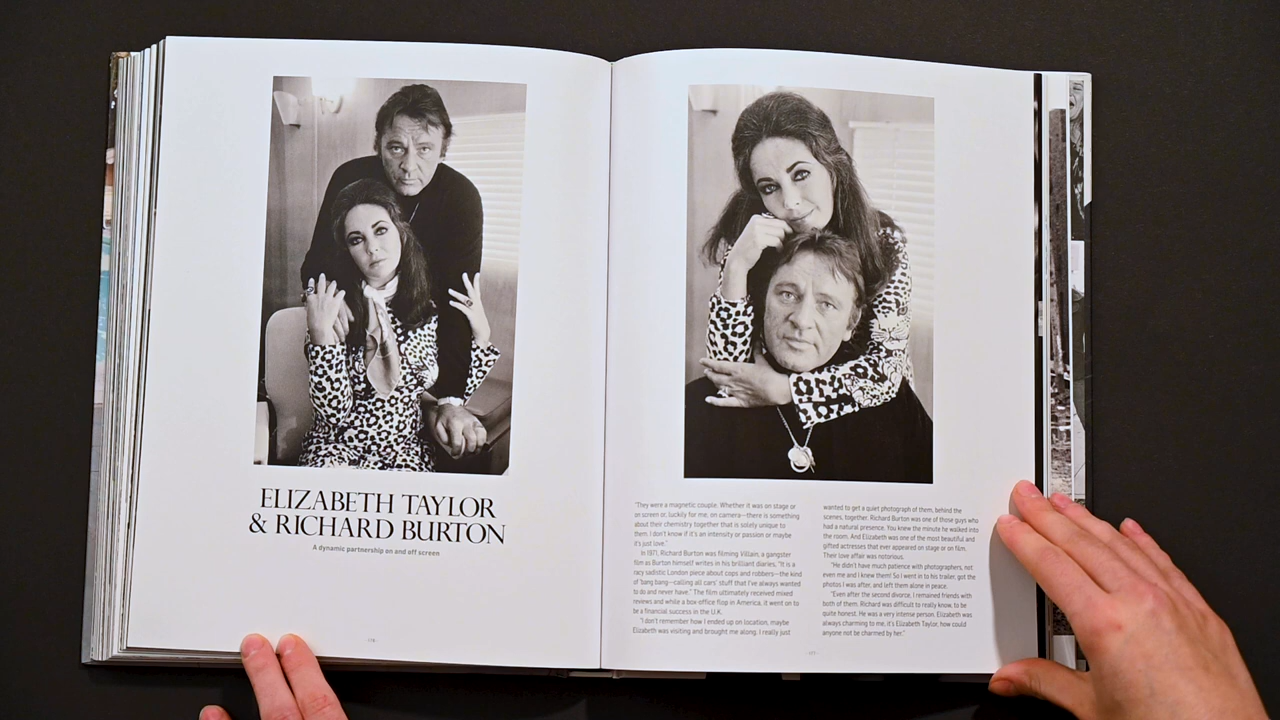 ELIZABETH TAYLOR
& RICHARD BURTON
A dynamic partnership on and off screen
"They were a magnetic couple. Whether it was on stage or
on screen or, luckily for me, on camera—there is something
about their chemistry together that is solely unique to
them. I don't know if it's an intensity or passion or maybe
it's just love."
In 1971, Richard Burton was filming Villain, a gangster
film as Burton himself writes in his brilliant diaries, "It is a
racy sadistic London piece about cops and robbers—the kind
of 'bang bang—calling all cars' stuff that I've always wanted
to do and never have." The film ultimately received mixed
reviews and while a box office flop in America, it went on to
be a financial success in the U.K.
"I don't remember how I ended up on location, maybe
Elizabeth was visiting and brought me along. I really just
wanted to get a quiet photograph of them, behind the
scenes, together. Richard Burton was one of those guys who
had a natural presence. You knew the minute he walked into
the room. And Elizabeth was one of the most beautiful and
gifted actresses that ever appeared on stage or on film.
Their love affair was notorious.
"He didn't have much patience with photographers, not
even me and I knew them! So I went in to his trailer, got the
photos I was after, and left them alone in peace.
"Even after the second divorce, I remained friends with
both of them. Richard was difficult to really know, to be
quite honest. He was a very intense person. Elizabeth was
always charming to me, it's Elizabeth Taylor, how could
anyone not be charmed by her."